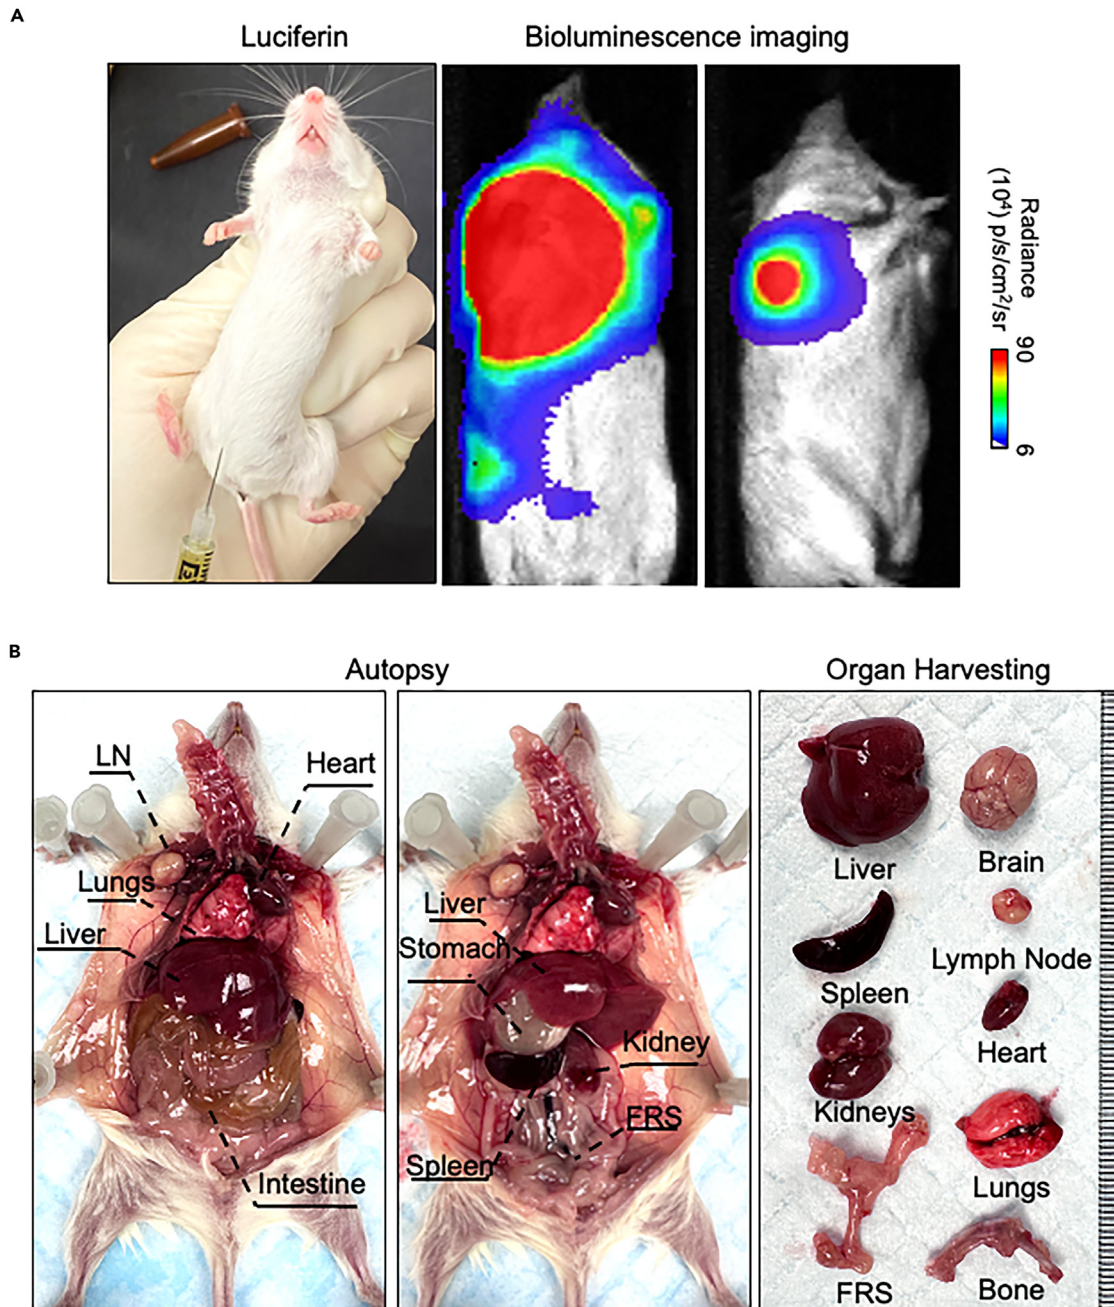 A
Luciferin
Bioluminescence imaging
Radiance
(10⁴) p/s/cm²/sr
90
6
B
Autopsy
Organ Harvesting
LN
Heart
Lungs
Liver
Intestine
Liver
Stomach
Kidney
FRS
Spleen
Liver
Brain
Spleen
Lymph Node
Heart
Kidneys
Lungs
FRS
Bone